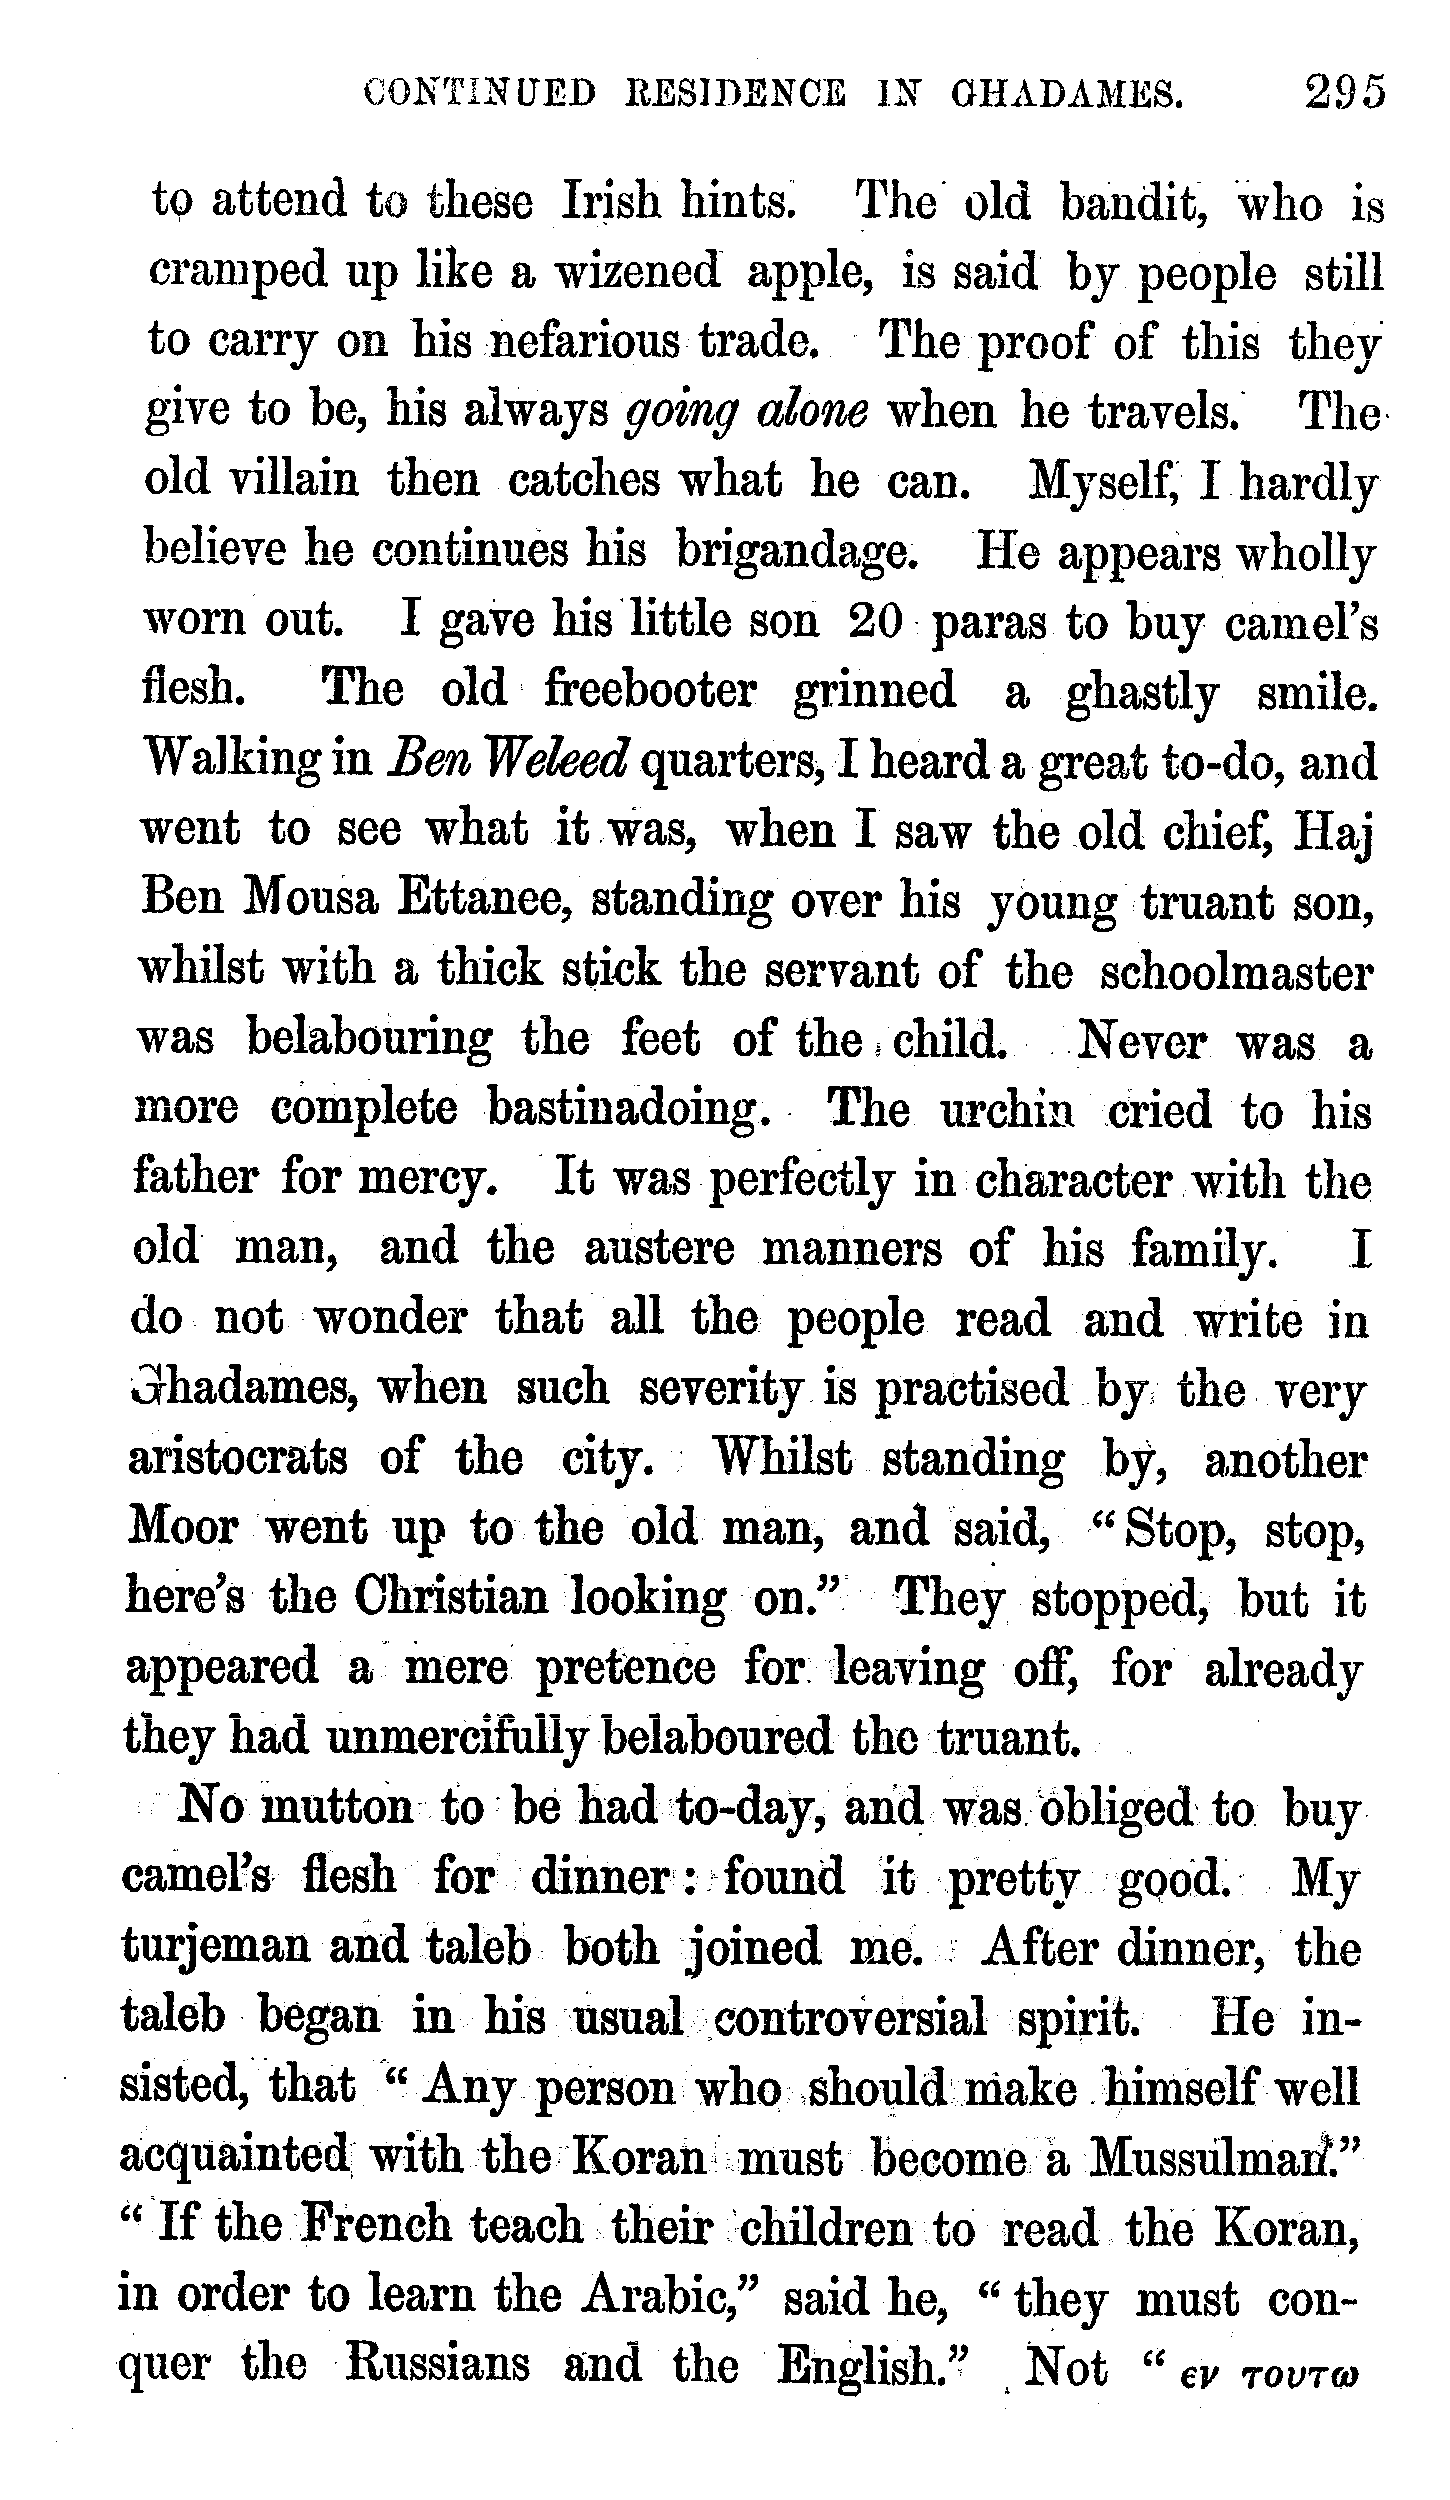 CONTINUED RESIDENCE IN GHADAMES. 295
to attend to these Irish hints. The old bandit, who is
cramped up like a wizened apple, is said by people still
to carry on his nefarious trade. The proof of this they
give to be, his always going alone when he travels. The
old villain then catches what he can. Myself, I hardly
believe he continues his brigandage. He appears wholly
worn out. I gave his little son 20 paras to buy camel's
flesh. The old freebooter grinned a ghastly smile.
Walking in Ben Weleed quarters, I heard a great to-do, and
went to see what it was, when I saw the old chief, Haj
Ben Mousa Ettanee, standing over his young truant son,
whilst with a thick stick the servant of the schoolmaster
was belabouring the feet of the child. Never was a
more complete bastinadoing. The urchin cried to his
father for mercy. It was perfectly in character with the
old man, and the austere manners of his family. I
do not wonder that all the people read and write in
Ghadames, when such severity is practised by the very
aristocrats of the city. Whilst standing by, another
Moor went up to the old man, and said, "Stop, stop,
here's the Christian looking on." They stopped, but it
appeared a mere pretence for leaving off, for already
they had unmercifully belaboured the truant.
No mutton to be had to-day, and was obliged to buy
camel's flesh for dinner: found it pretty good. My
turjeman and taleb both joined me. After dinner, the
taleb began in his usual controversial spirit. He in-
sisted, that "Any person who should make himself well
acquainted with the Koran must become a Mussulman."
"If the French teach their children to read the Koran,
in order to learn the Arabic," said he, "they must con-
quer the Russians and the English." Not "εν τουτω